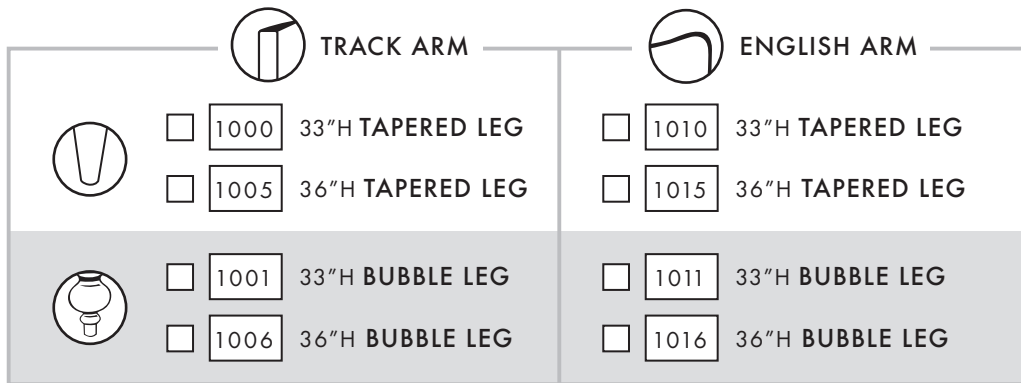 TRACK ARM
1000 33"H TAPERED LEG
1005 36"H TAPERED LEG
1001 33"H BUBBLE LEG
1006 36"H BUBBLE LEG
ENGLISH ARM
1010 33"H TAPERED LEG
1015 36"H TAPERED LEG
1011 33"H BUBBLE LEG
1016 36"H BUBBLE LEG